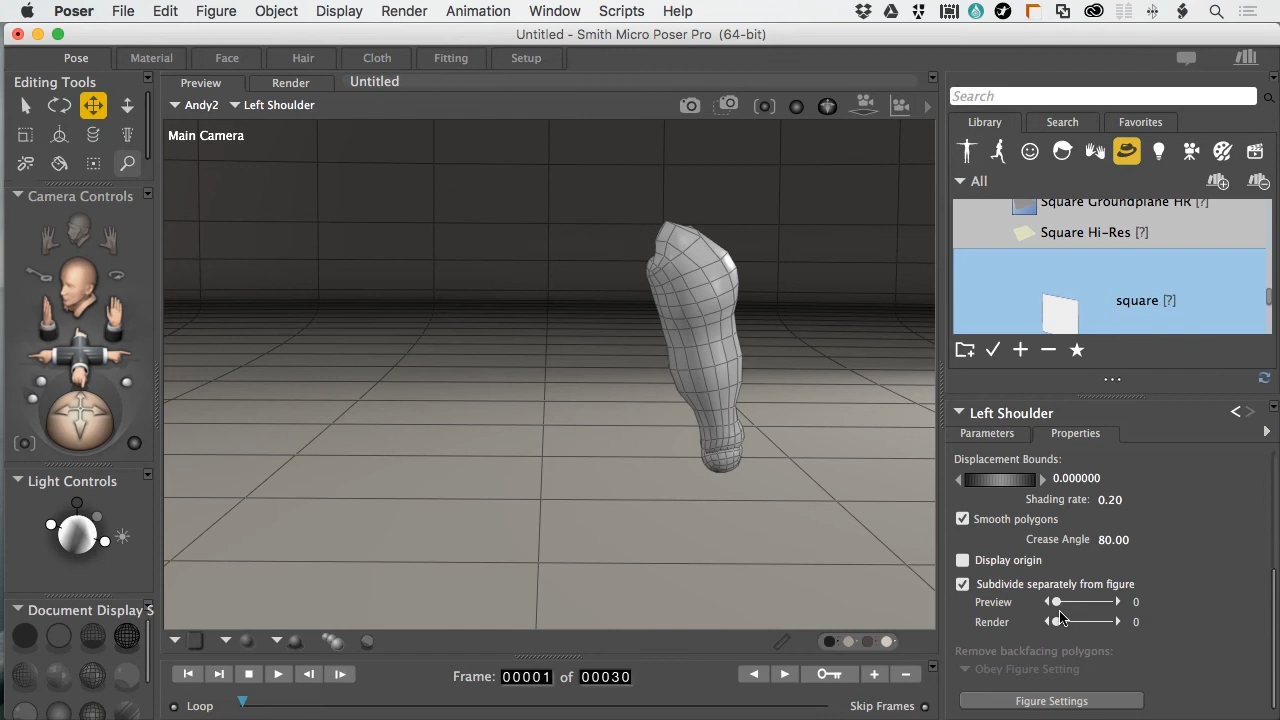 Poser File Edit Figure Object Display Render Animation Window Scripts Help
Untitled - Smith Micro Poser Pro (64-bit)
Pose Material Face Hair Cloth Fitting Setup
Editing Tools
Camera Controls
Light Controls
Document Display S
Preview Render Untitled
Andy2 Left Shoulder
Main Camera
Frame: 00001 of 00030
Loop Skip Frames
Search
Library Search Favorites
All
Square Groundplane HR [?]
Square Hi-Res [?]
square [?]
Left Shoulder
Parameters Properties
Displacement Bounds:
0.000000
Shading rate: 0.20
Smooth polygons
Crease Angle 80.00
Display origin
Subdivide separately from figure
Preview 0
Render 0
Remove backfacing polygons:
Obey Figure Setting
Figure Settings